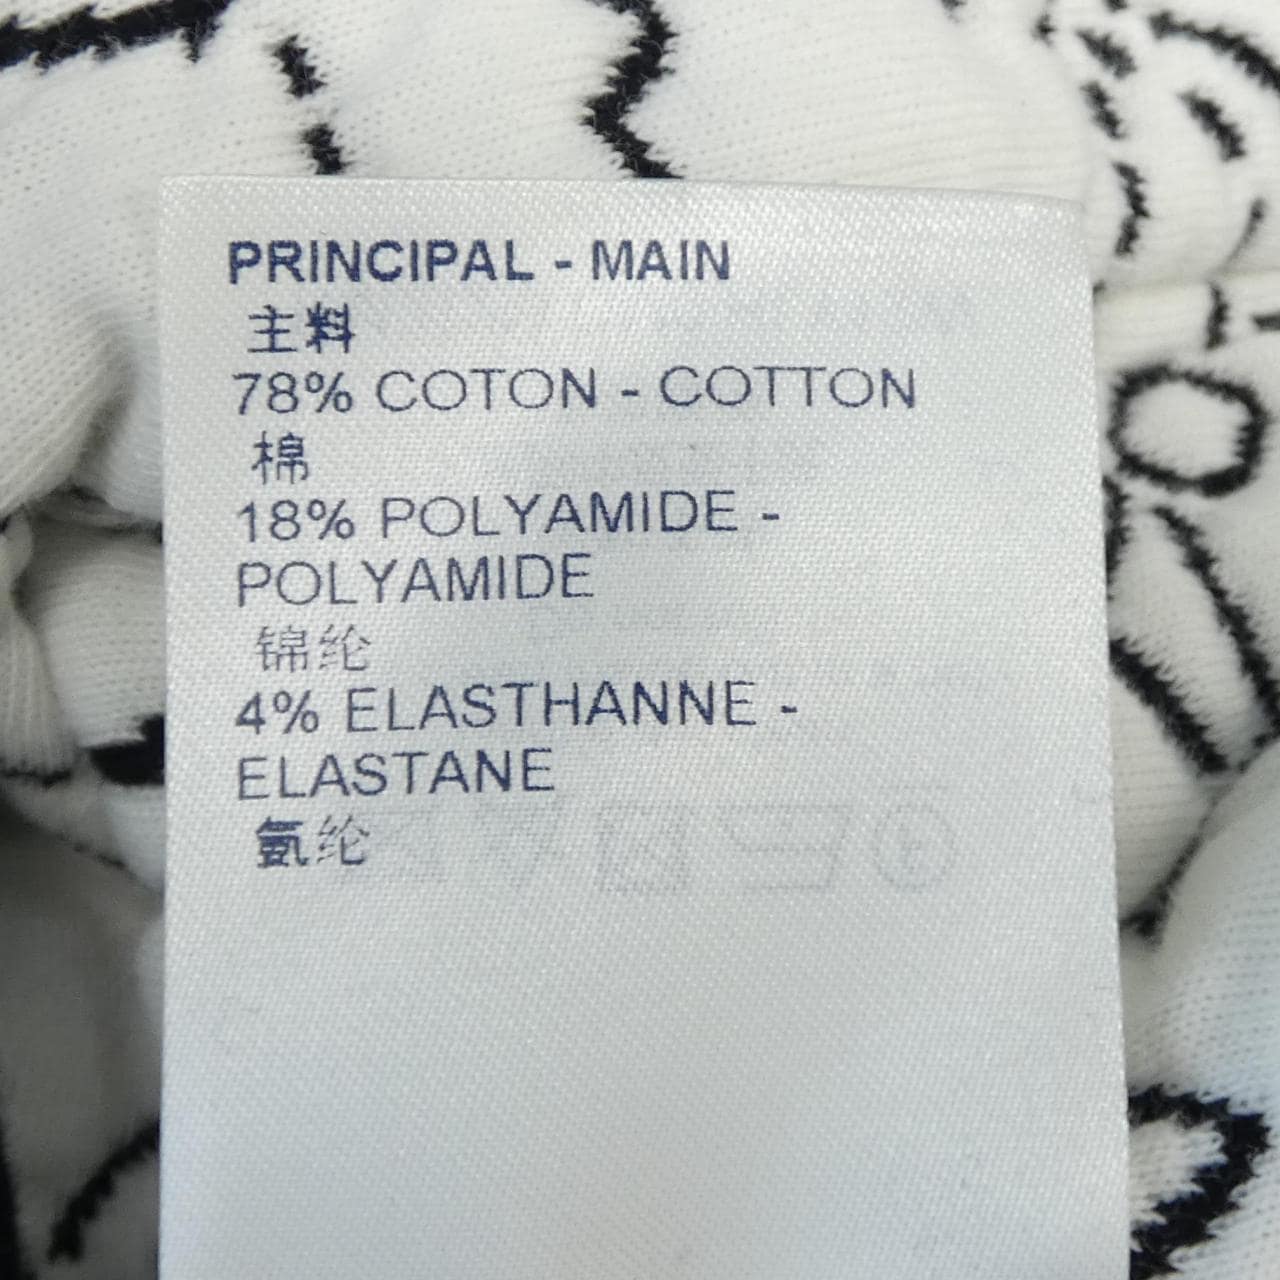 PRINCIPAL - MAIN
主料
78% COTON - COTTON
棉
18% POLYAMIDE -
POLYAMIDE
锦纶
4% ELASTHANNE -
ELASTANE
氨纶